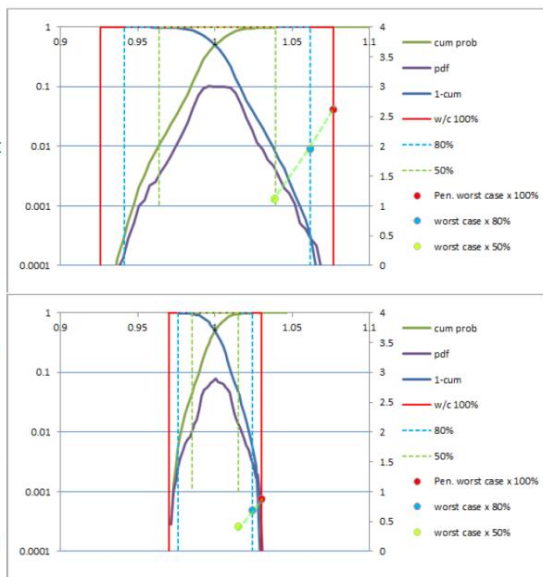 0.9 0.95 1 1.05 1.1
1 4
0.1 3.5
0.01 3
0.001 2.5
0.0001 2
1.5
1
0.5
0
cum prob
pdf
1-cum
w/c 100%
80%
50%
Pen. worst case x 100%
worst case x 80%
worst case x 50%
0.9 0.95 1 1.05 1.1
1 4
0.1 3.5
0.01 3
0.001 2.5
0.0001 2
1.5
1
0.5
0
cum prob
pdf
1-cum
w/c 100%
80%
50%
Pen. worst case x 100%
worst case x 80%
worst case x 50%